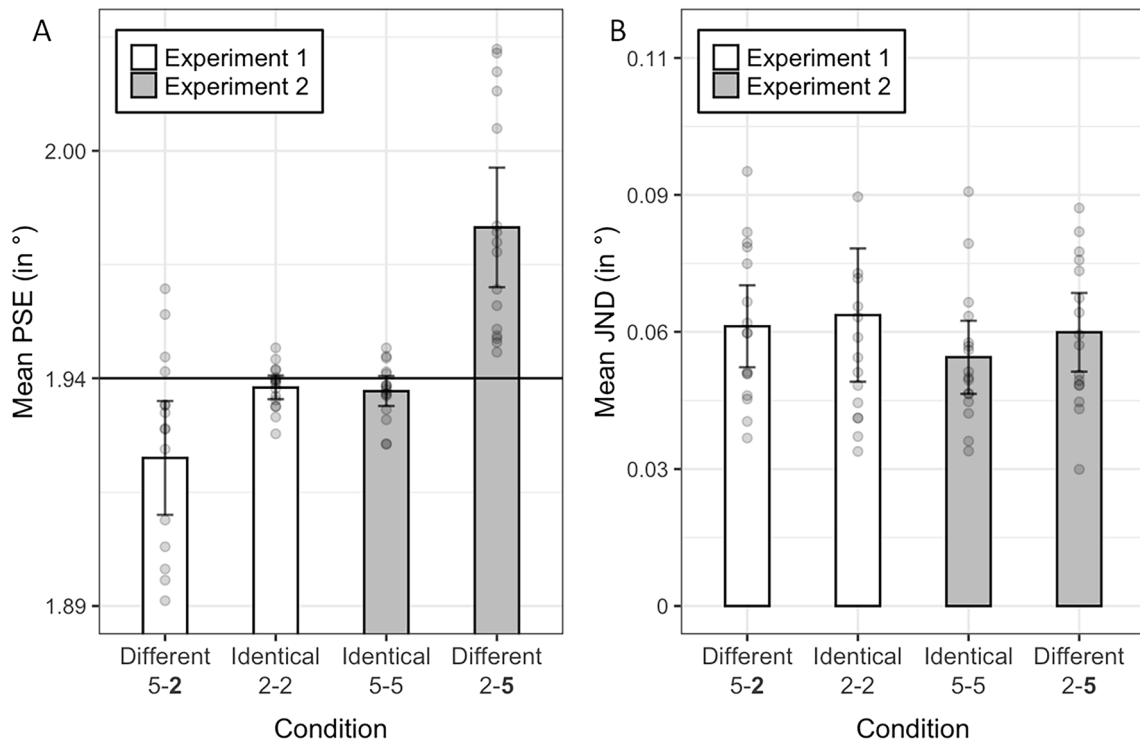 A
Experiment 1
Experiment 2
Mean PSE (in °)
2.00
1.94
1.89
Different
5-2
Identical
2-2
Identical
5-5
Different
2-5
Condition
B
Experiment 1
Experiment 2
Mean JND (in °)
0.11
0.09
0.06
0.03
0
Different
5-2
Identical
2-2
Identical
5-5
Different
2-5
Condition